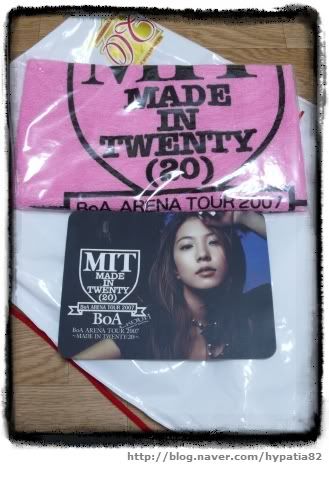 MIT
MADE
IN
TWENTY
(20)
BoA ARENA TOUR 2007
MIT
MADE
IN
TWENTY
(20)
BoA ARENA TOUR 2007
BoA
BoA ARENA TOUR 2007
~MADE IN TWENTY(20)~
http://blog.naver.com/hypatia82